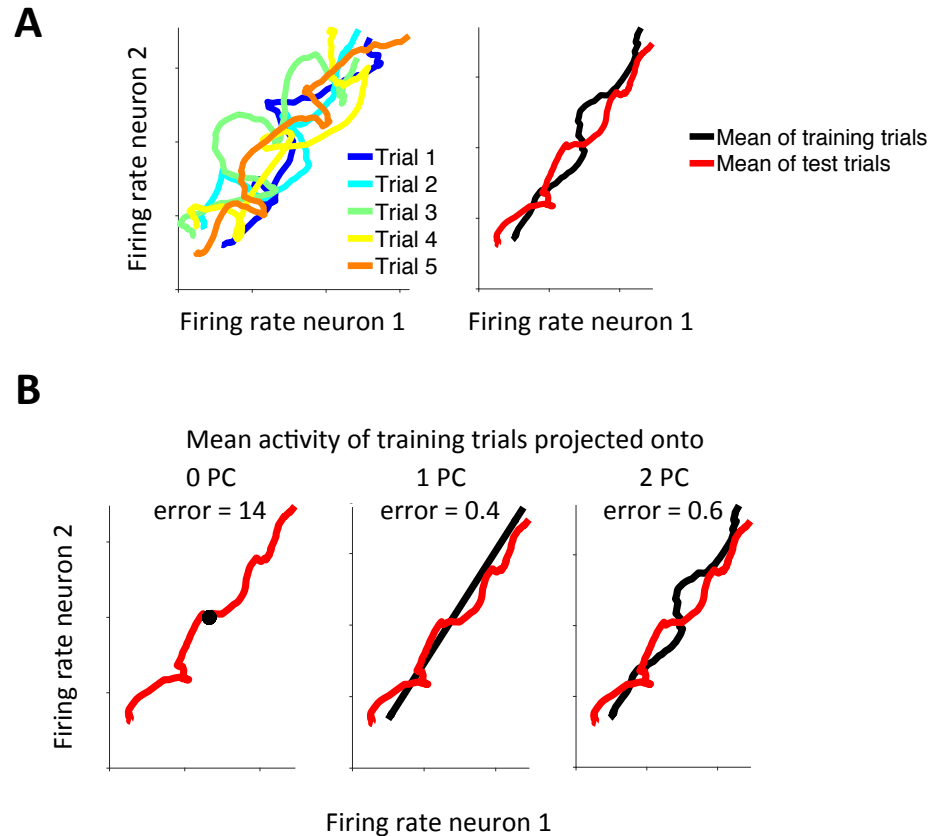 A
Firing rate neuron 2
Trial 1
Trial 2
Trial 3
Trial 4
Trial 5
Firing rate neuron 1
Mean of training trials
Mean of test trials
Firing rate neuron 1
B
Mean activity of training trials projected onto
0 PC
error = 14
1 PC
error = 0.4
2 PC
error = 0.6
Firing rate neuron 2
Firing rate neuron 1